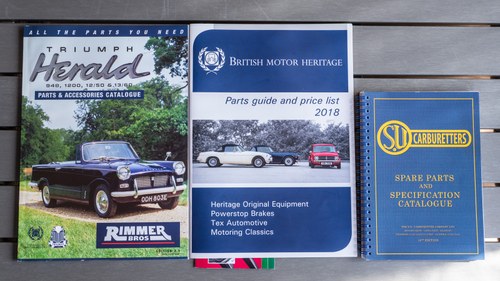 ALL THE PARTS YOU NEED
TRIUMPH
Herald
948, 1200, 12/50 & 13/60
PARTS & ACCESSORIES CATALOGUE
OOH 803E
RIMMER
BROS
BRITISH MOTOR HERITAGE
Parts guide and price list
2018
Heritage Original Equipment
Powerstop Brakes
Tex Automotive
Motoring Classics
SU CARBURETTERS
SPARE PARTS
AND
SPECIFICATION
CATALOGUE